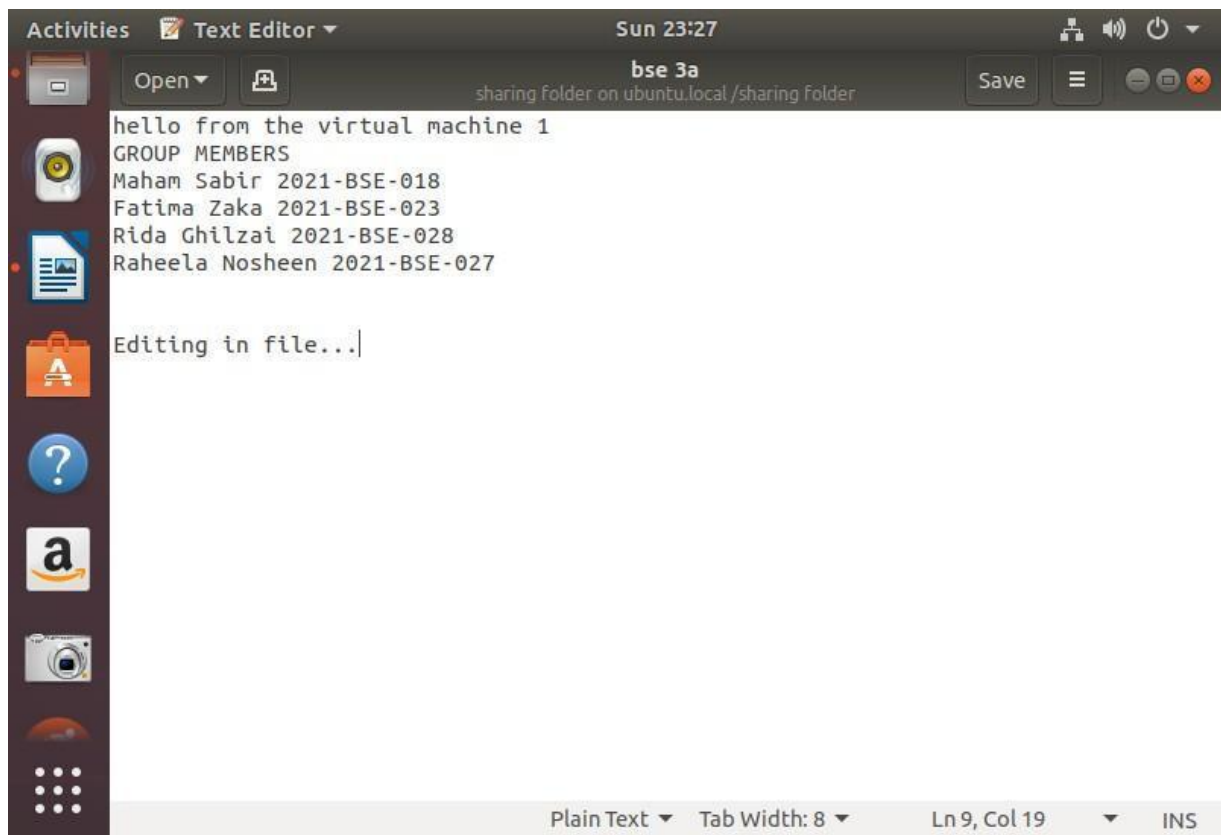 Activities Text Editor Sun 23:27
Open bse 3a Save
sharing folder on ubuntu.local /sharing folder
hello from the virtual machine 1
GROUP MEMBERS
Maham Sabir 2021-BSE-018
Fatima Zaka 2021-BSE-023
Rida Ghilzai 2021-BSE-028
Raheela Nosheen 2021-BSE-027
Editing in file...
A
?
a
Plain Text Tab Width: 8 Ln 9, Col 19 INS